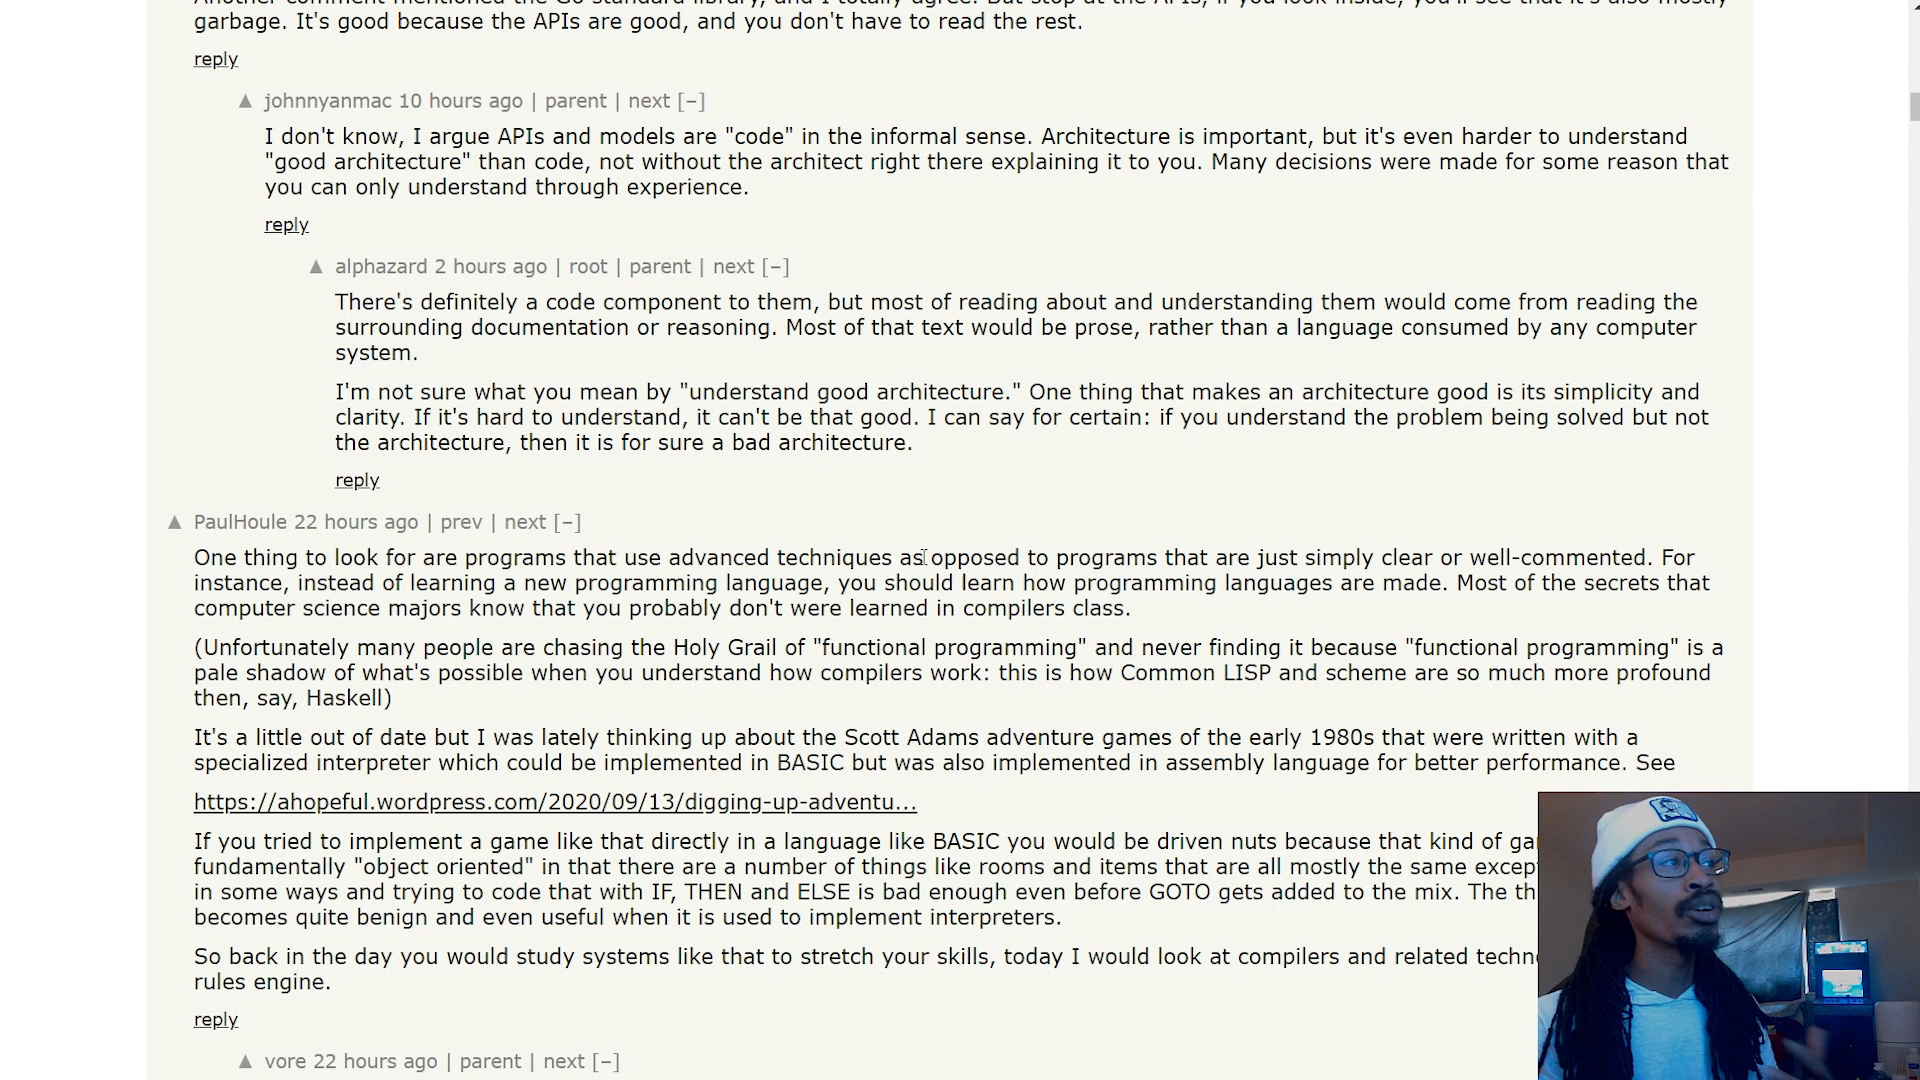 garbage. It's good because the APIs are good, and you don't have to read the rest.
reply
▲ johnnyanmac 10 hours ago | parent | next [–]
I don't know, I argue APIs and models are "code" in the informal sense. Architecture is important, but it's even harder to understand
"good architecture" than code, not without the architect right there explaining it to you. Many decisions were made for some reason that
you can only understand through experience.
reply
▲ alphazard 2 hours ago | root | parent | next [–]
There's definitely a code component to them, but most of reading about and understanding them would come from reading the
surrounding documentation or reasoning. Most of that text would be prose, rather than a language consumed by any computer
system.
I'm not sure what you mean by "understand good architecture." One thing that makes an architecture good is its simplicity and
clarity. If it's hard to understand, it can't be that good. I can say for certain: if you understand the problem being solved but not
the architecture, then it is for sure a bad architecture.
reply
▲ PaulHoule 22 hours ago | prev | next [–]
One thing to look for are programs that use advanced techniques as opposed to programs that are just simply clear or well-commented. For
instance, instead of learning a new programming language, you should learn how programming languages are made. Most of the secrets that
computer science majors know that you probably don't were learned in compilers class.
(Unfortunately many people are chasing the Holy Grail of "functional programming" and never finding it because "functional programming" is a
pale shadow of what's possible when you understand how compilers work: this is how Common LISP and scheme are so much more profound
then, say, Haskell)
It's a little out of date but I was lately thinking up about the Scott Adams adventure games of the early 1980s that were written with a
specialized interpreter which could be implemented in BASIC but was also implemented in assembly language for better performance. See
https://ahopeful.wordpress.com/2020/09/13/digging-up-adventu...
If you tried to implement a game like that directly in a language like BASIC you would be driven nuts because that kind of
fundamentally "object oriented" in that there are a number of things like rooms and items that are all mostly the same
in some ways and trying to code that with IF, THEN and ELSE is bad enough even before GOTO gets added to the mix. The
becomes quite benign and even useful when it is used to implement interpreters.
So back in the day you would study systems like that to stretch your skills, today I would look at compilers and related
rules engine.
reply
▲ vore 22 hours ago | parent | next [–]